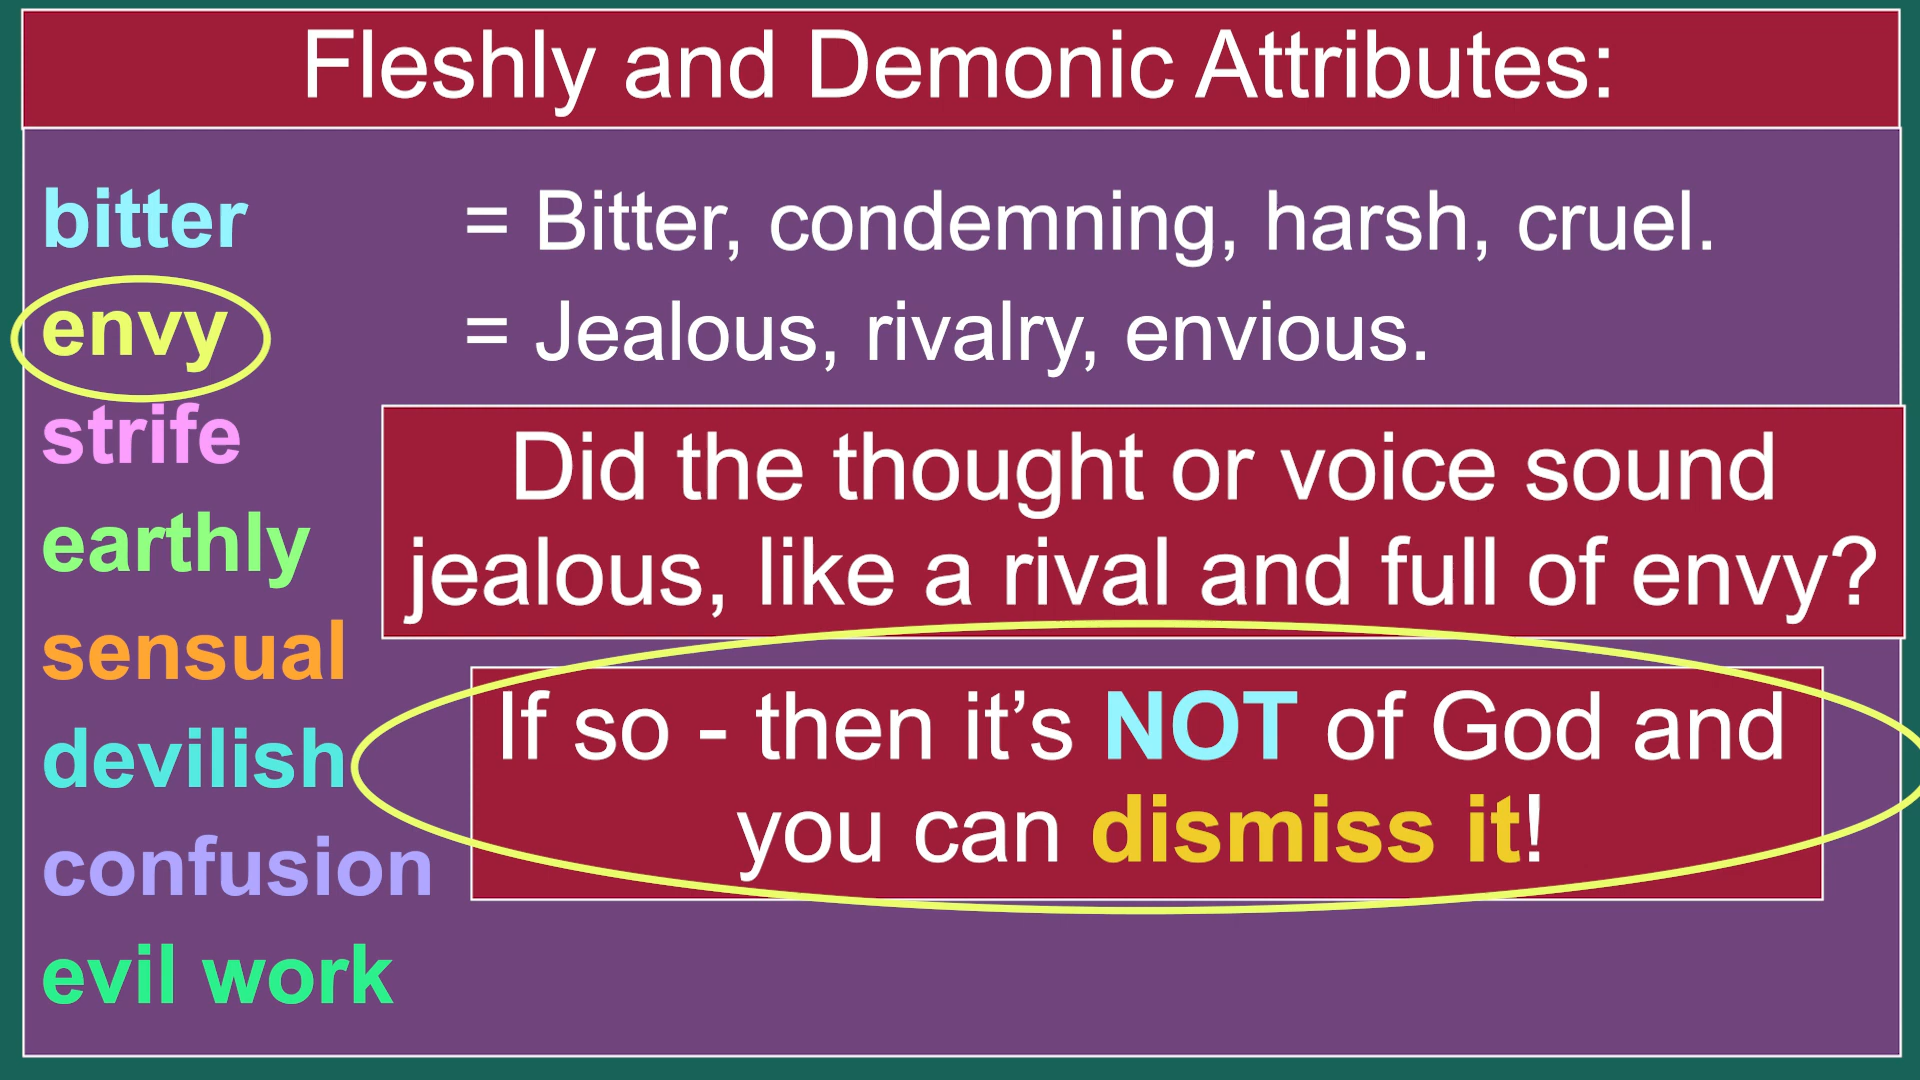 Fleshly and Demonic Attributes:
bitter = Bitter, condemning, harsh, cruel.
envy = Jealous, rivalry, envious.
strife
earthly
sensual
devilish
confusion
evil work
Did the thought or voice sound
jealous, like a rival and full of envy?
If so - then it’s NOT of God and
you can dismiss it!